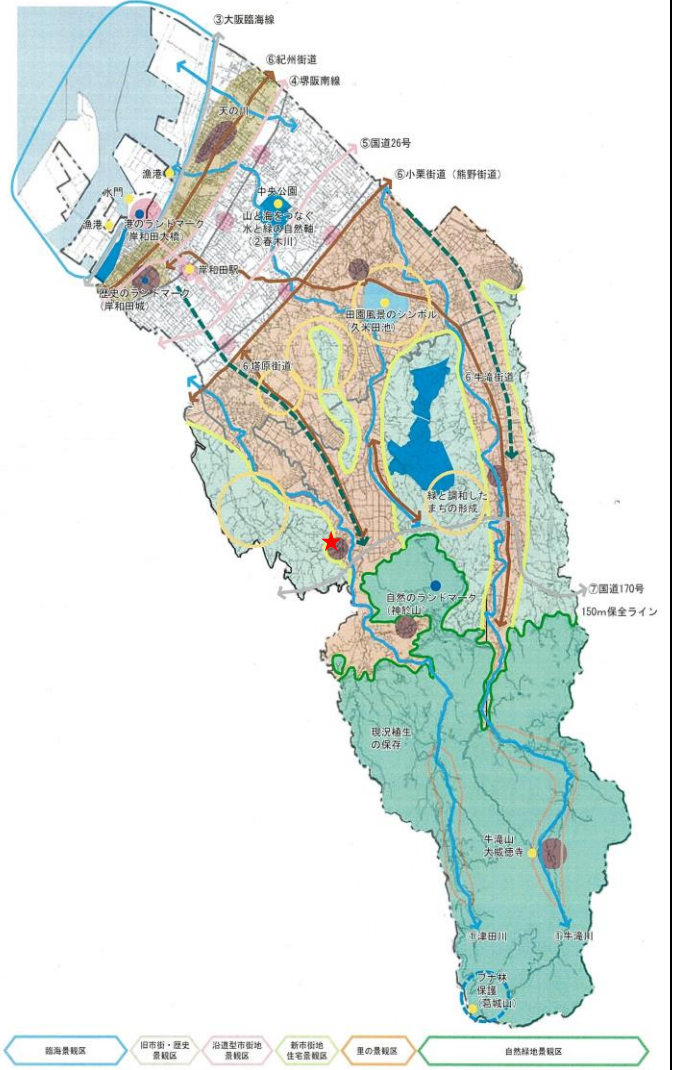 ③大阪臨海線
⑥紀州街道
④堺阪南線
天の川
⑤国道26号
漁港
⑥小栗街道(熊野街道)
水門
中央公園
漁港
港のランドマーク
岸和田大橋
山と海をつなぐ
水と緑の自然軸
(②春木川)
岸和田駅
歴史のランドマーク
(岸和田城)
田園風景のシンボル
(久米田池)
⑥塔原街道
⑥牛滝街道
緑と調和した
まちの形成
⑦国道170号
自然のランドマーク
(神於山)
150m保全ライン
現況植生
の保存
牛滝山
大威徳寺
①津田川
①牛滝川
ブナ林
保護
(葛城山)
臨海景観区
旧市街・歴史
景観区
沿道型市街地
景観区
新市街地
住宅景観区
里の景観区
自然緑地景観区